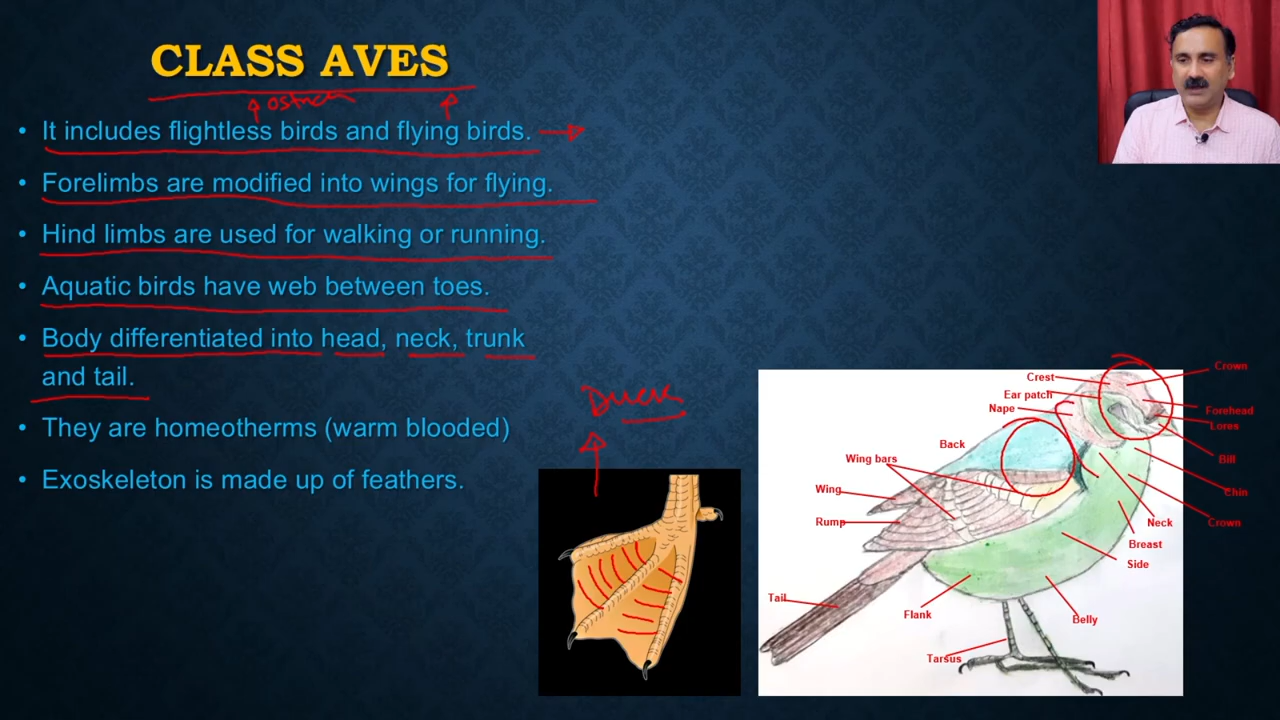 CLASS AVES
ostrich
• It includes flightless birds and flying birds.
• Forelimbs are modified into wings for flying.
• Hind limbs are used for walking or running.
• Aquatic birds have web between toes.
• Body differentiated into head, neck, trunk
and tail.
• They are homeotherms (warm blooded)
• Exoskeleton is made up of feathers.
Duck
Crown
Crest
Ear patch
Nape
Forehead
Lores
Back
Bill
Wing bars
Wing
Chin
Rump
Neck
Crown
Breast
Side
Tail
Flank
Belly
Tarsus